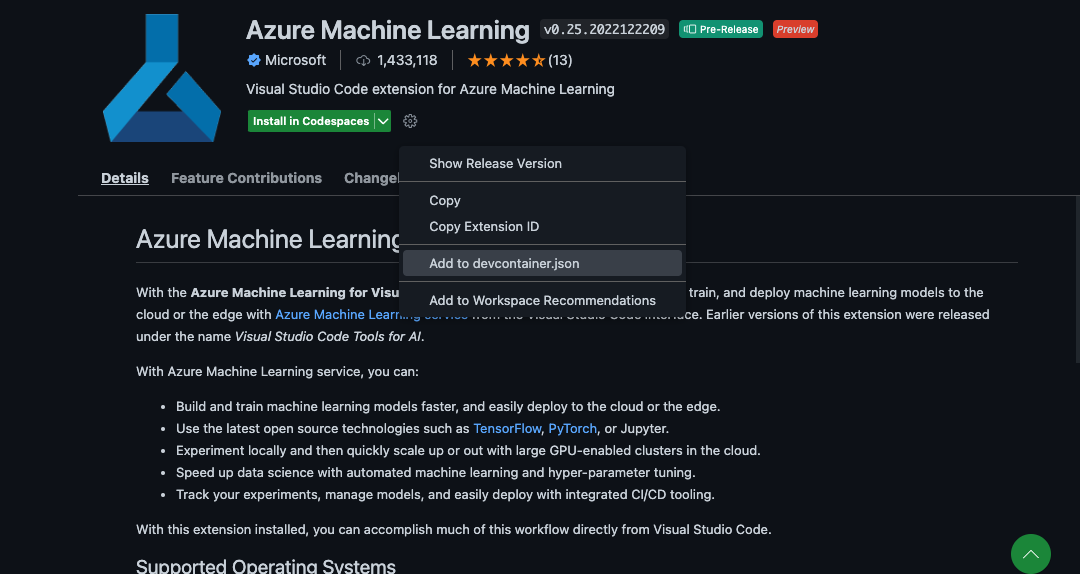 Azure Machine Learning v0.25.2022122209 Pre-Release Preview
Microsoft 1,433,118 (13)
Visual Studio Code extension for Azure Machine Learning
Install in Codespaces
Show Release Version
Details Feature Contributions Changel
Copy
Copy Extension ID
Azure Machine Learning
Add to devcontainer.json
With the Azure Machine Learning for Visu train, and deploy machine learning models to the
Add to Workspace Recommendations
cloud or the edge with Azure Machine Learning service from the Visual Studio Code interface. Earlier versions of this extension were released
under the name Visual Studio Code Tools for AI.
With Azure Machine Learning service, you can:
• Build and train machine learning models faster, and easily deploy to the cloud or the edge.
• Use the latest open source technologies such as TensorFlow, PyTorch, or Jupyter.
• Experiment locally and then quickly scale up or out with large GPU-enabled clusters in the cloud.
• Speed up data science with automated machine learning and hyper-parameter tuning.
• Track your experiments, manage models, and easily deploy with integrated CI/CD tooling.
With this extension installed, you can accomplish much of this workflow directly from Visual Studio Code.
Supported Operating Systems